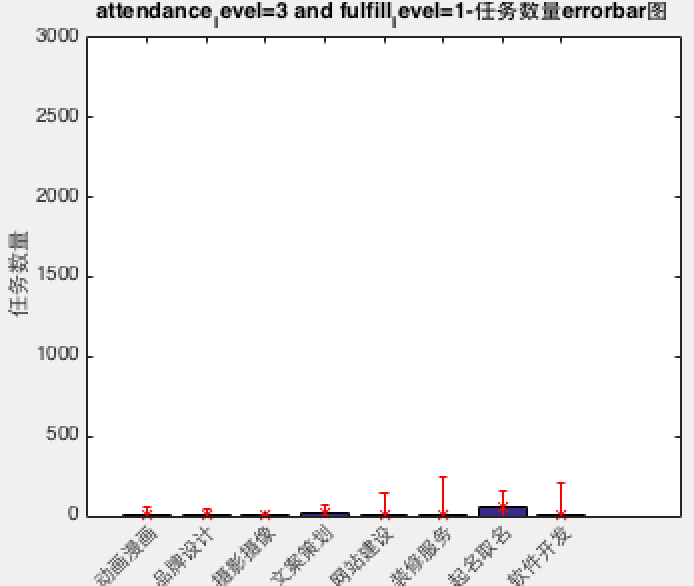 attendance_level=3 and fulfill_level=1-任务数量errorbar图
任务数量
3000
2500
2000
1500
1000
500
0
动画漫画
品牌设计
摄影摄像
文案策划
网站建设
装修服务
起名取名
软件开发